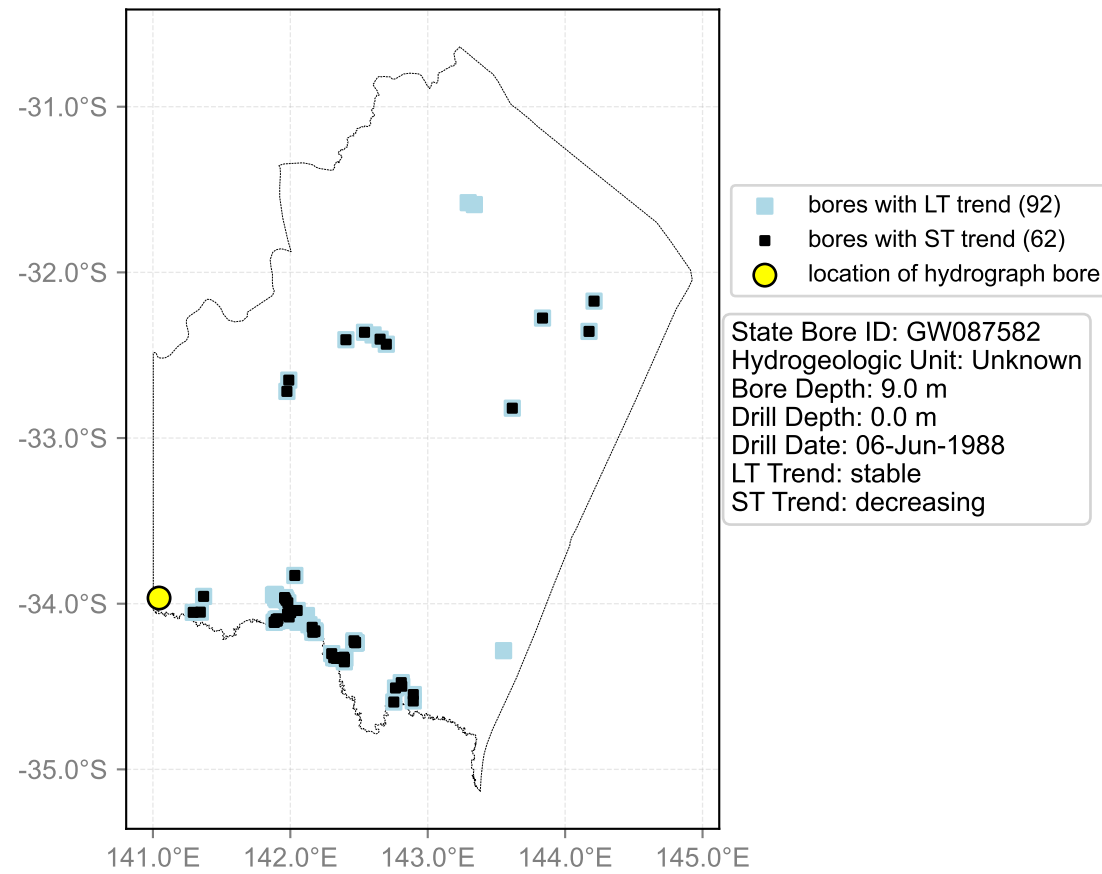 -31.0°S
-32.0°S
-33.0°S
-34.0°S
-35.0°S
141.0°E 142.0°E 143.0°E 144.0°E 145.0°E
bores with LT trend (92)
bores with ST trend (62)
location of hydrograph bore
State Bore ID: GW087582
Hydrogeologic Unit: Unknown
Bore Depth: 9.0 m
Drill Depth: 0.0 m
Drill Date: 06-Jun-1988
LT Trend: stable
ST Trend: decreasing